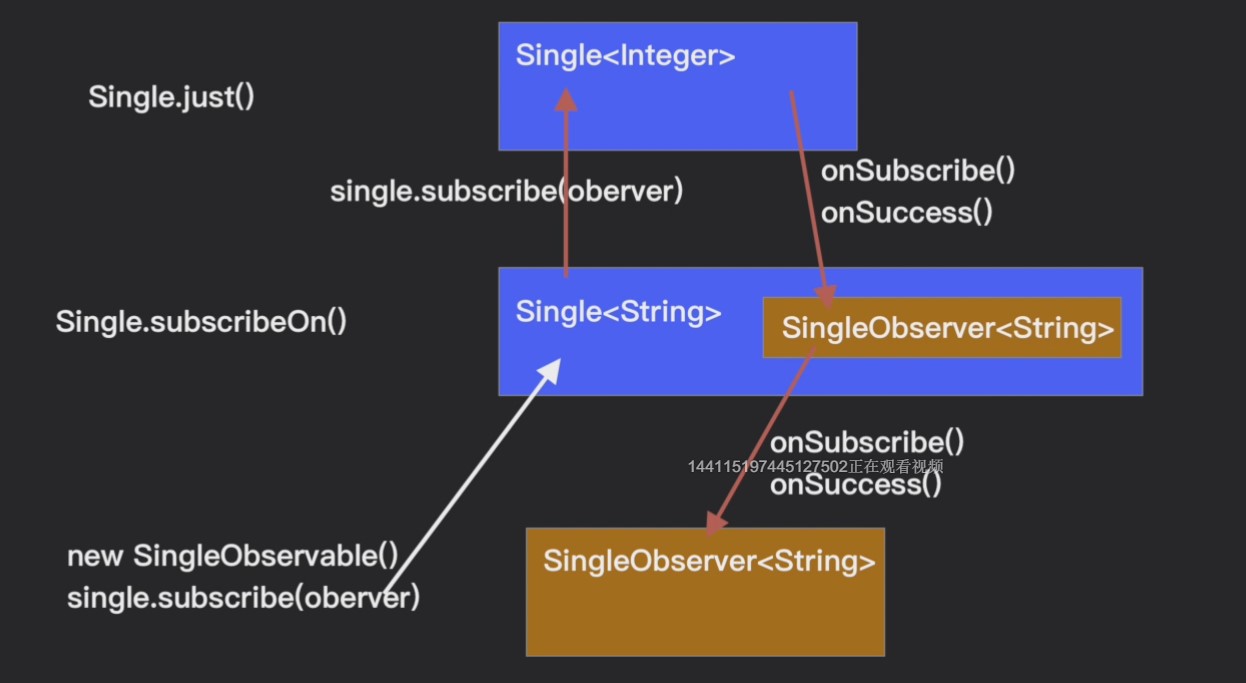 Single<Integer>
Single.just()
onSubscribe()
single.subscribe(oberver)
onSuccess()
Single<String>
Single.subscribeOn()
SingleObserver<String>
onSubscribe()
144115197445127502正在观看视频
onSuccess()
new SingleObservable()
SingleObserver<String>
single.subscribe(oberver)